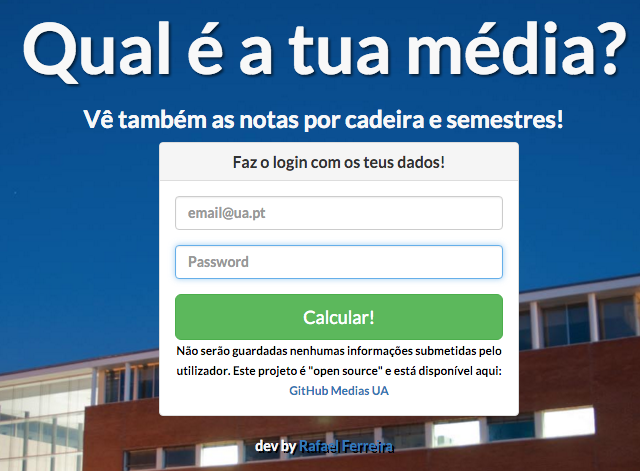 Qual é a tua média?
Vê também as notas por cadeira e semestres!
Faz o login com os teus dados!
email@ua.pt
Password
Calcular!
Não serão guardadas nenhumas informações submetidas pelo
utilizador. Este projeto é "open source" e está disponível aqui:
GitHub Medias UA
dev by Rafael Ferreira